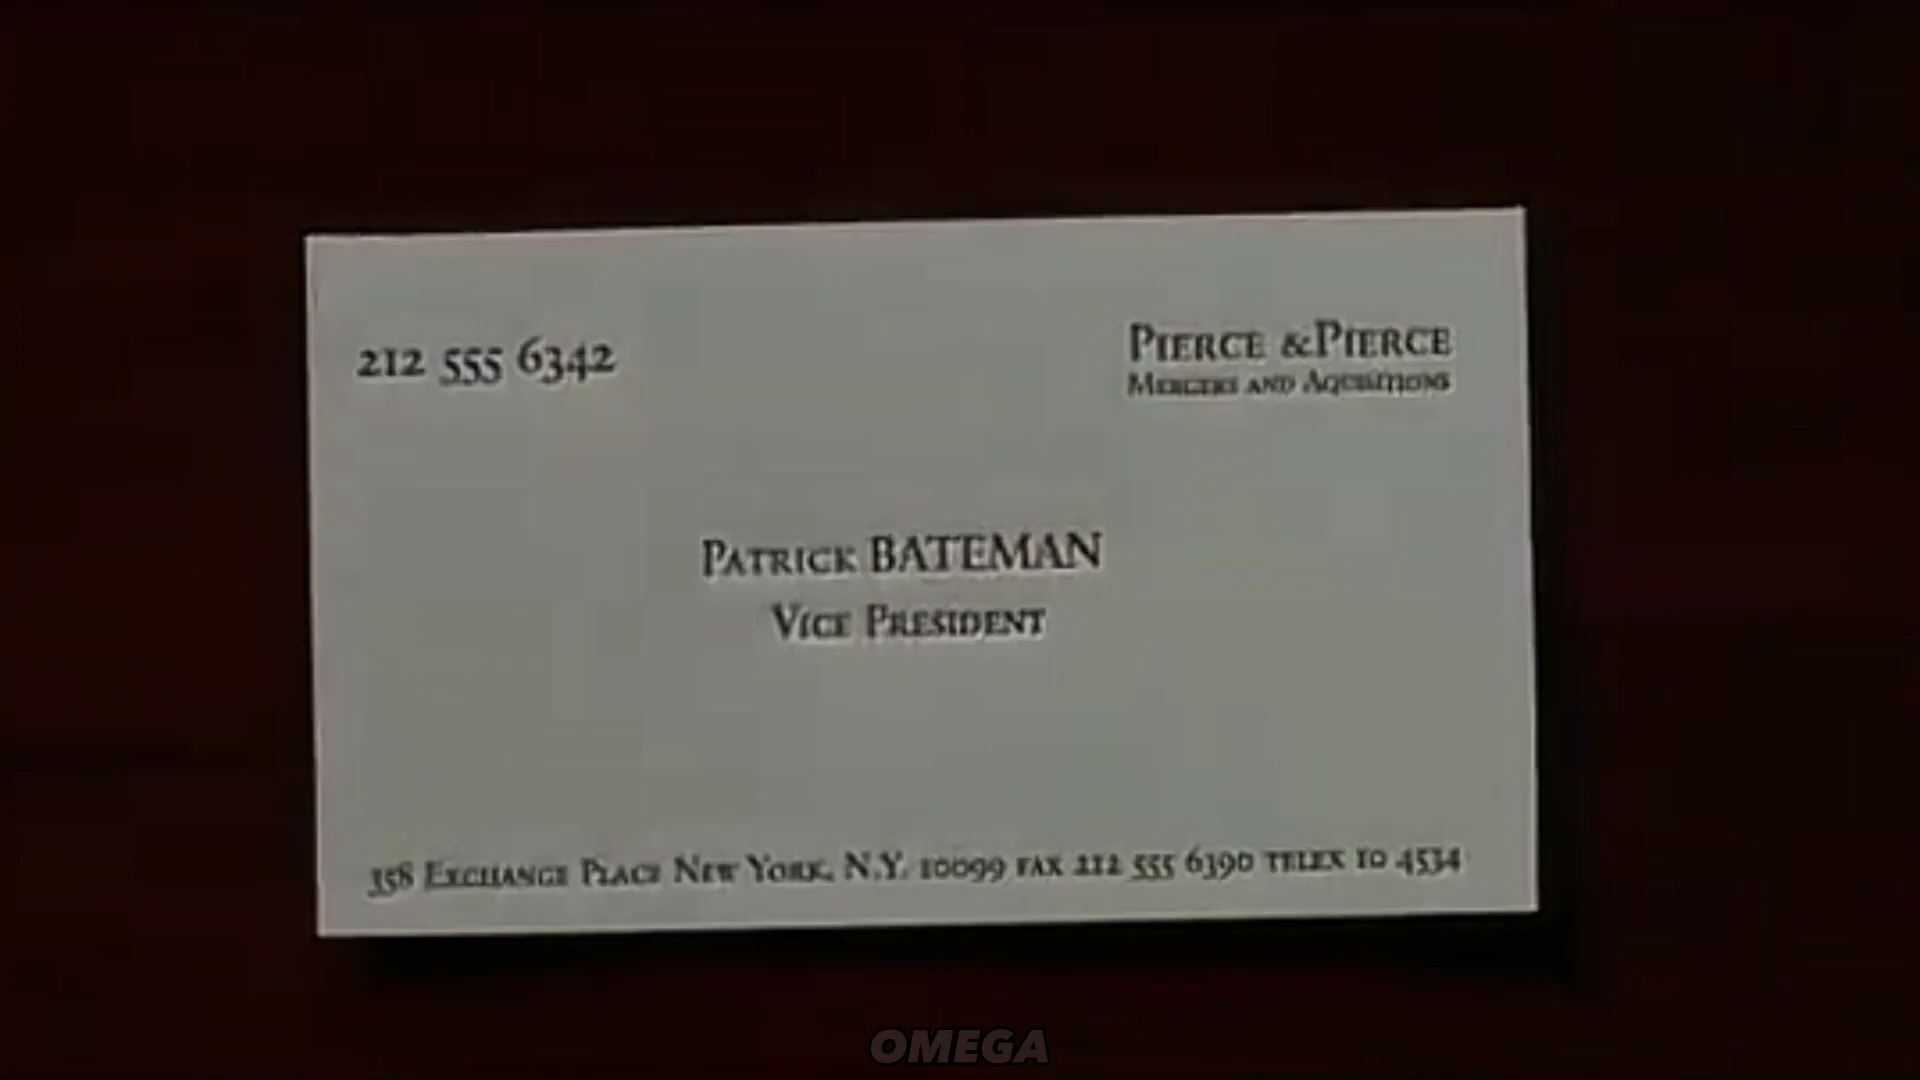 212 555 6342
PIERCE & PIERCE
MERGERS AND AQUISITIONS
PATRICK BATEMAN
VICE PRESIDENT
358 EXCHANGE PLACE NEW YORK, N.Y. 10099 FAX 212 555 6390 TELEX 10 4534
OMEGA